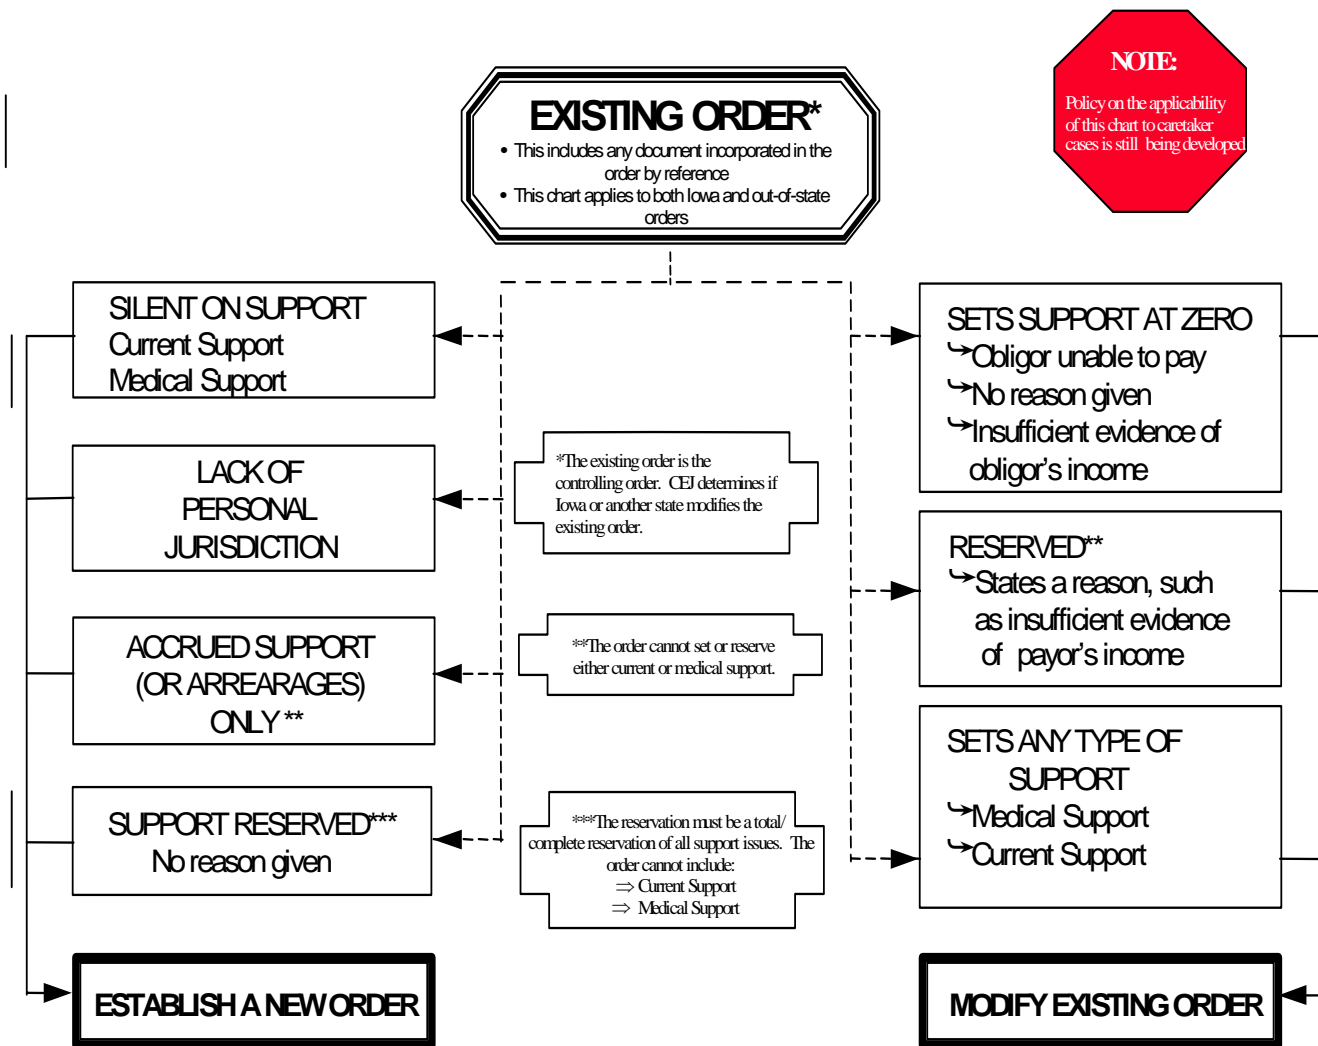 NOTE:
Policy on the applicability
of this chart to caretaker
cases is still being developed
EXISTING ORDER*
• This includes any document incorporated in the
order by reference
• This chart applies to both Iowa and out-of-state
orders
SILENT ON SUPPORT
Current Support
Medical Support
LACK OF
PERSONAL
JURISDICTION
ACCRUED SUPPORT
(OR ARREARAGES)
ONLY **
SUPPORT RESERVED***
No reason given
ESTABLISH A NEW ORDER
*The existing order is the
controlling order. CEJ determines if
Iowa or another state modifies the
existing order.
**The order cannot set or reserve
either current or medical support.
***The reservation must be a total/
complete reservation of all support issues. The
order cannot include:
⇒ Current Support
⇒ Medical Support
SETS SUPPORT AT ZERO
↪Obligor unable to pay
↪No reason given
↪Insufficient evidence of
obligor's income
RESERVED**
↪States a reason, such
as insufficient evidence
of payor's income
SETS ANY TYPE OF
SUPPORT
↪Medical Support
↪Current Support
MODIFY EXISTING ORDER